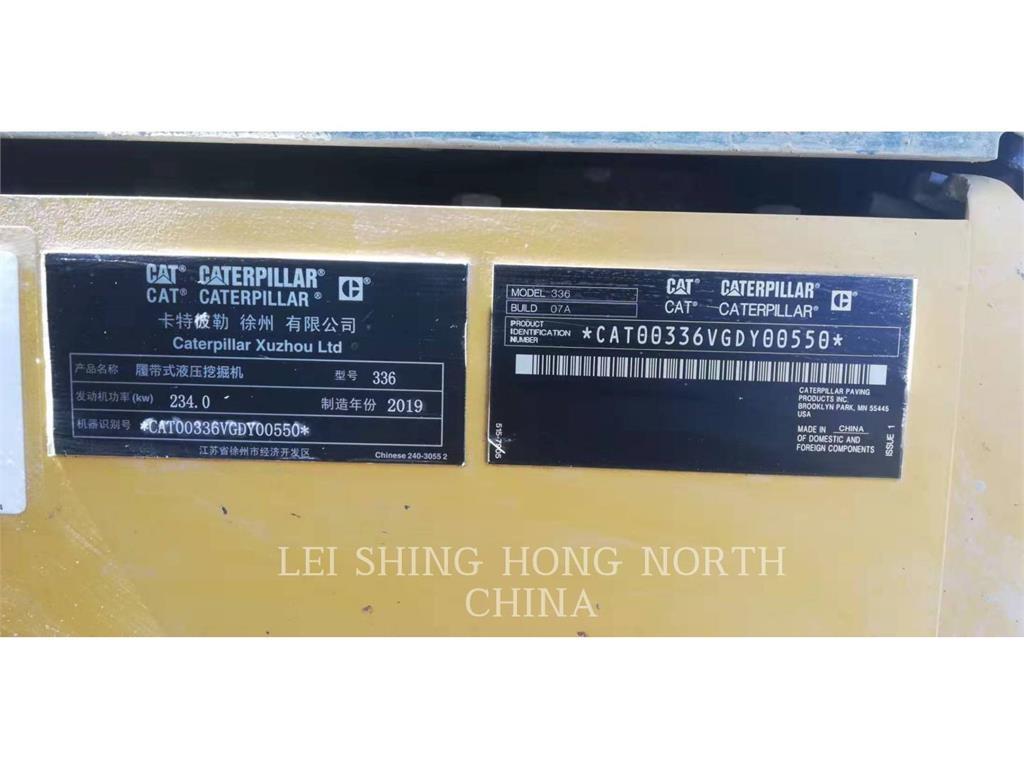 CAT® CATERPILLAR®
CAT® CATERPILLAR® C®
卡特彼勒 徐州 有限公司
Caterpillar Xuzhou Ltd
产品名称 履带式液压挖掘机 型号 336
发动机功率(kw) 234.0 制造年份 2019
机器识别号 *CAT00336VGDY00550*
江苏省徐州市经济开发区 Chinese 240-3055 2
CAT® CATERPILLAR®
CAT® CATERPILLAR® C®
MODEL 336
BUILD 07A
PRODUCT
IDENTIFICATION
NUMBER
*CAT00336VGDY00550*
CATERPILLAR PAVING
PRODUCTS INC.
BROOKLYN PARK, MN 55445
USA
MADE IN CHINA
OF DOMESTIC AND
FOREIGN COMPONENTS
ISSUE 1
LEI SHING HONG NORTH
CHINA